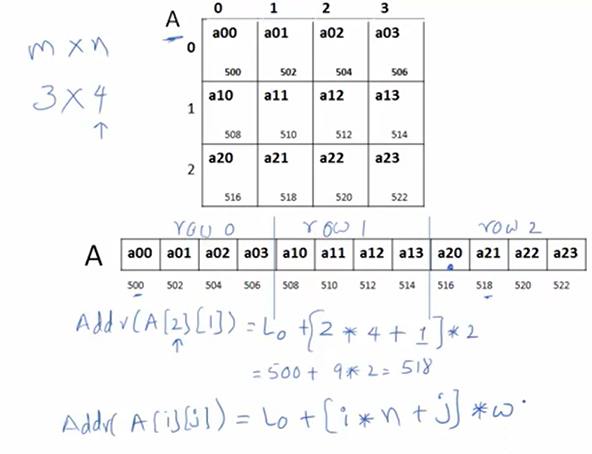 0 1 2 3
A
m x n
0 a00 a01 a02 a03
500 502 504 506
3 x 4
1 a10 a11 a12 a13
508 510 512 514
2 a20 a21 a22 a23
516 518 520 522
row 0 row 1 row 2
A a00 a01 a02 a03 a10 a11 a12 a13 a20 a21 a22 a23
500 502 504 506 508 510 512 514 516 518 520 522
Addr(A[2][1]) = L0 + [2 * 4 + 1] * 2
= 500 + 9 * 2 = 518
Addr( A[i][j]) = L0 + [i * n + j] * w